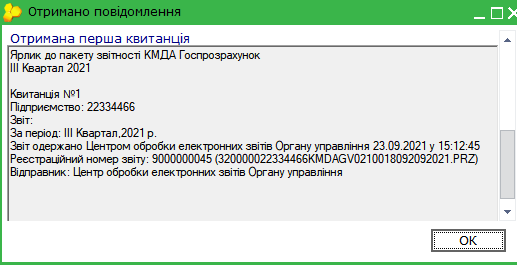 Отримано повідомлення
Отримана перша квитанція
Ярлик до пакету звітності КМДА Госпрозрахунок
III Квартал 2021
Квитанція №1
Підприємство: 22334466
Звіт:
За період: III Квартал,2021 р.
Звіт одержано Центром обробки електронних звітів Органу управління 23.09.2021 у 15:12:45
Реєстраційний номер звіту: 9000000045 (320000022334466KMDAGV0210018092092021.PRZ)
Відправник: Центр обробки електронних звітів Органу управління
OK